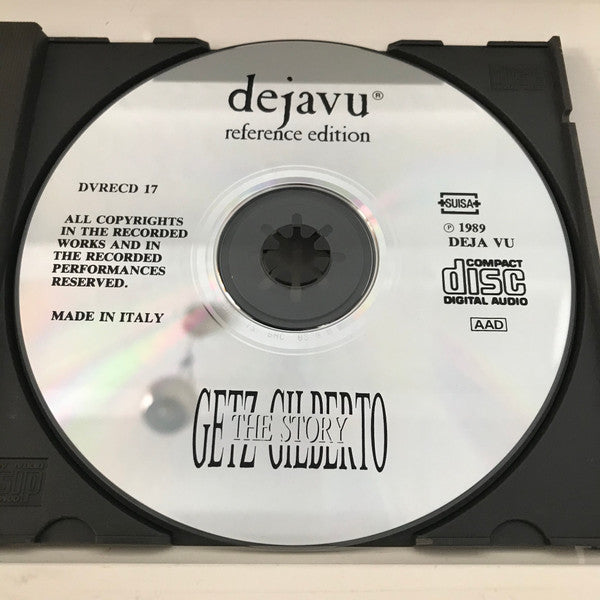 dejavu®
reference edition
DVRECD 17
ALL COPYRIGHTS
IN THE RECORDED
WORKS AND IN
THE RECORDED
PERFORMANCES
RESERVED.
MADE IN ITALY
SUISA
℗ 1989
DEJA VU
COMPACT
disc
DIGITAL AUDIO
AAD
GETZ GILBERTO
THE STORY